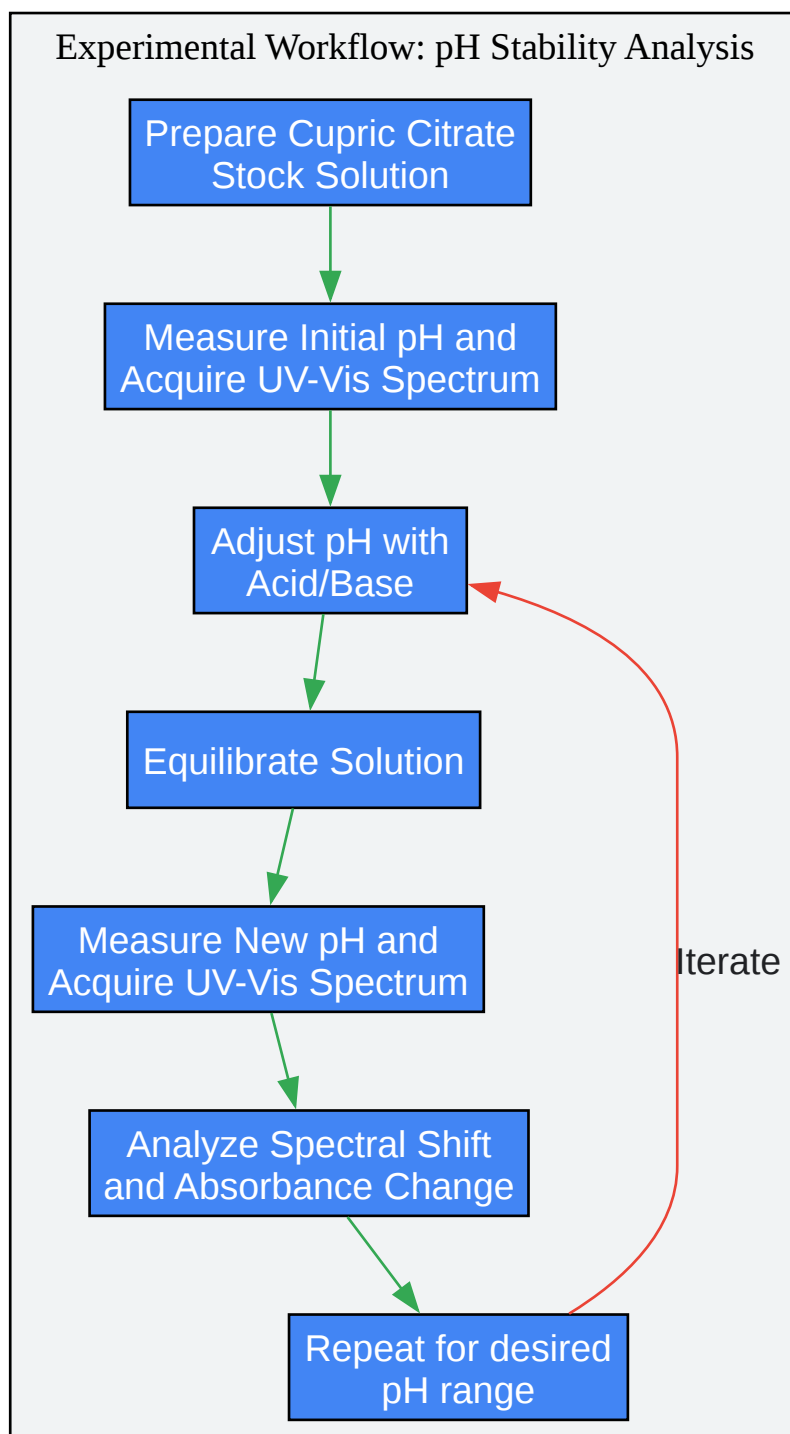 Experimental Workflow: pH Stability Analysis
Prepare Cupric Citrate
Stock Solution
Measure Initial pH and
Acquire UV-Vis Spectrum
Adjust pH with
Acid/Base
Equilibrate Solution
Measure New pH and
Acquire UV-Vis Spectrum
Iterate
Analyze Spectral Shift
and Absorbance Change
Repeat for desired
pH range